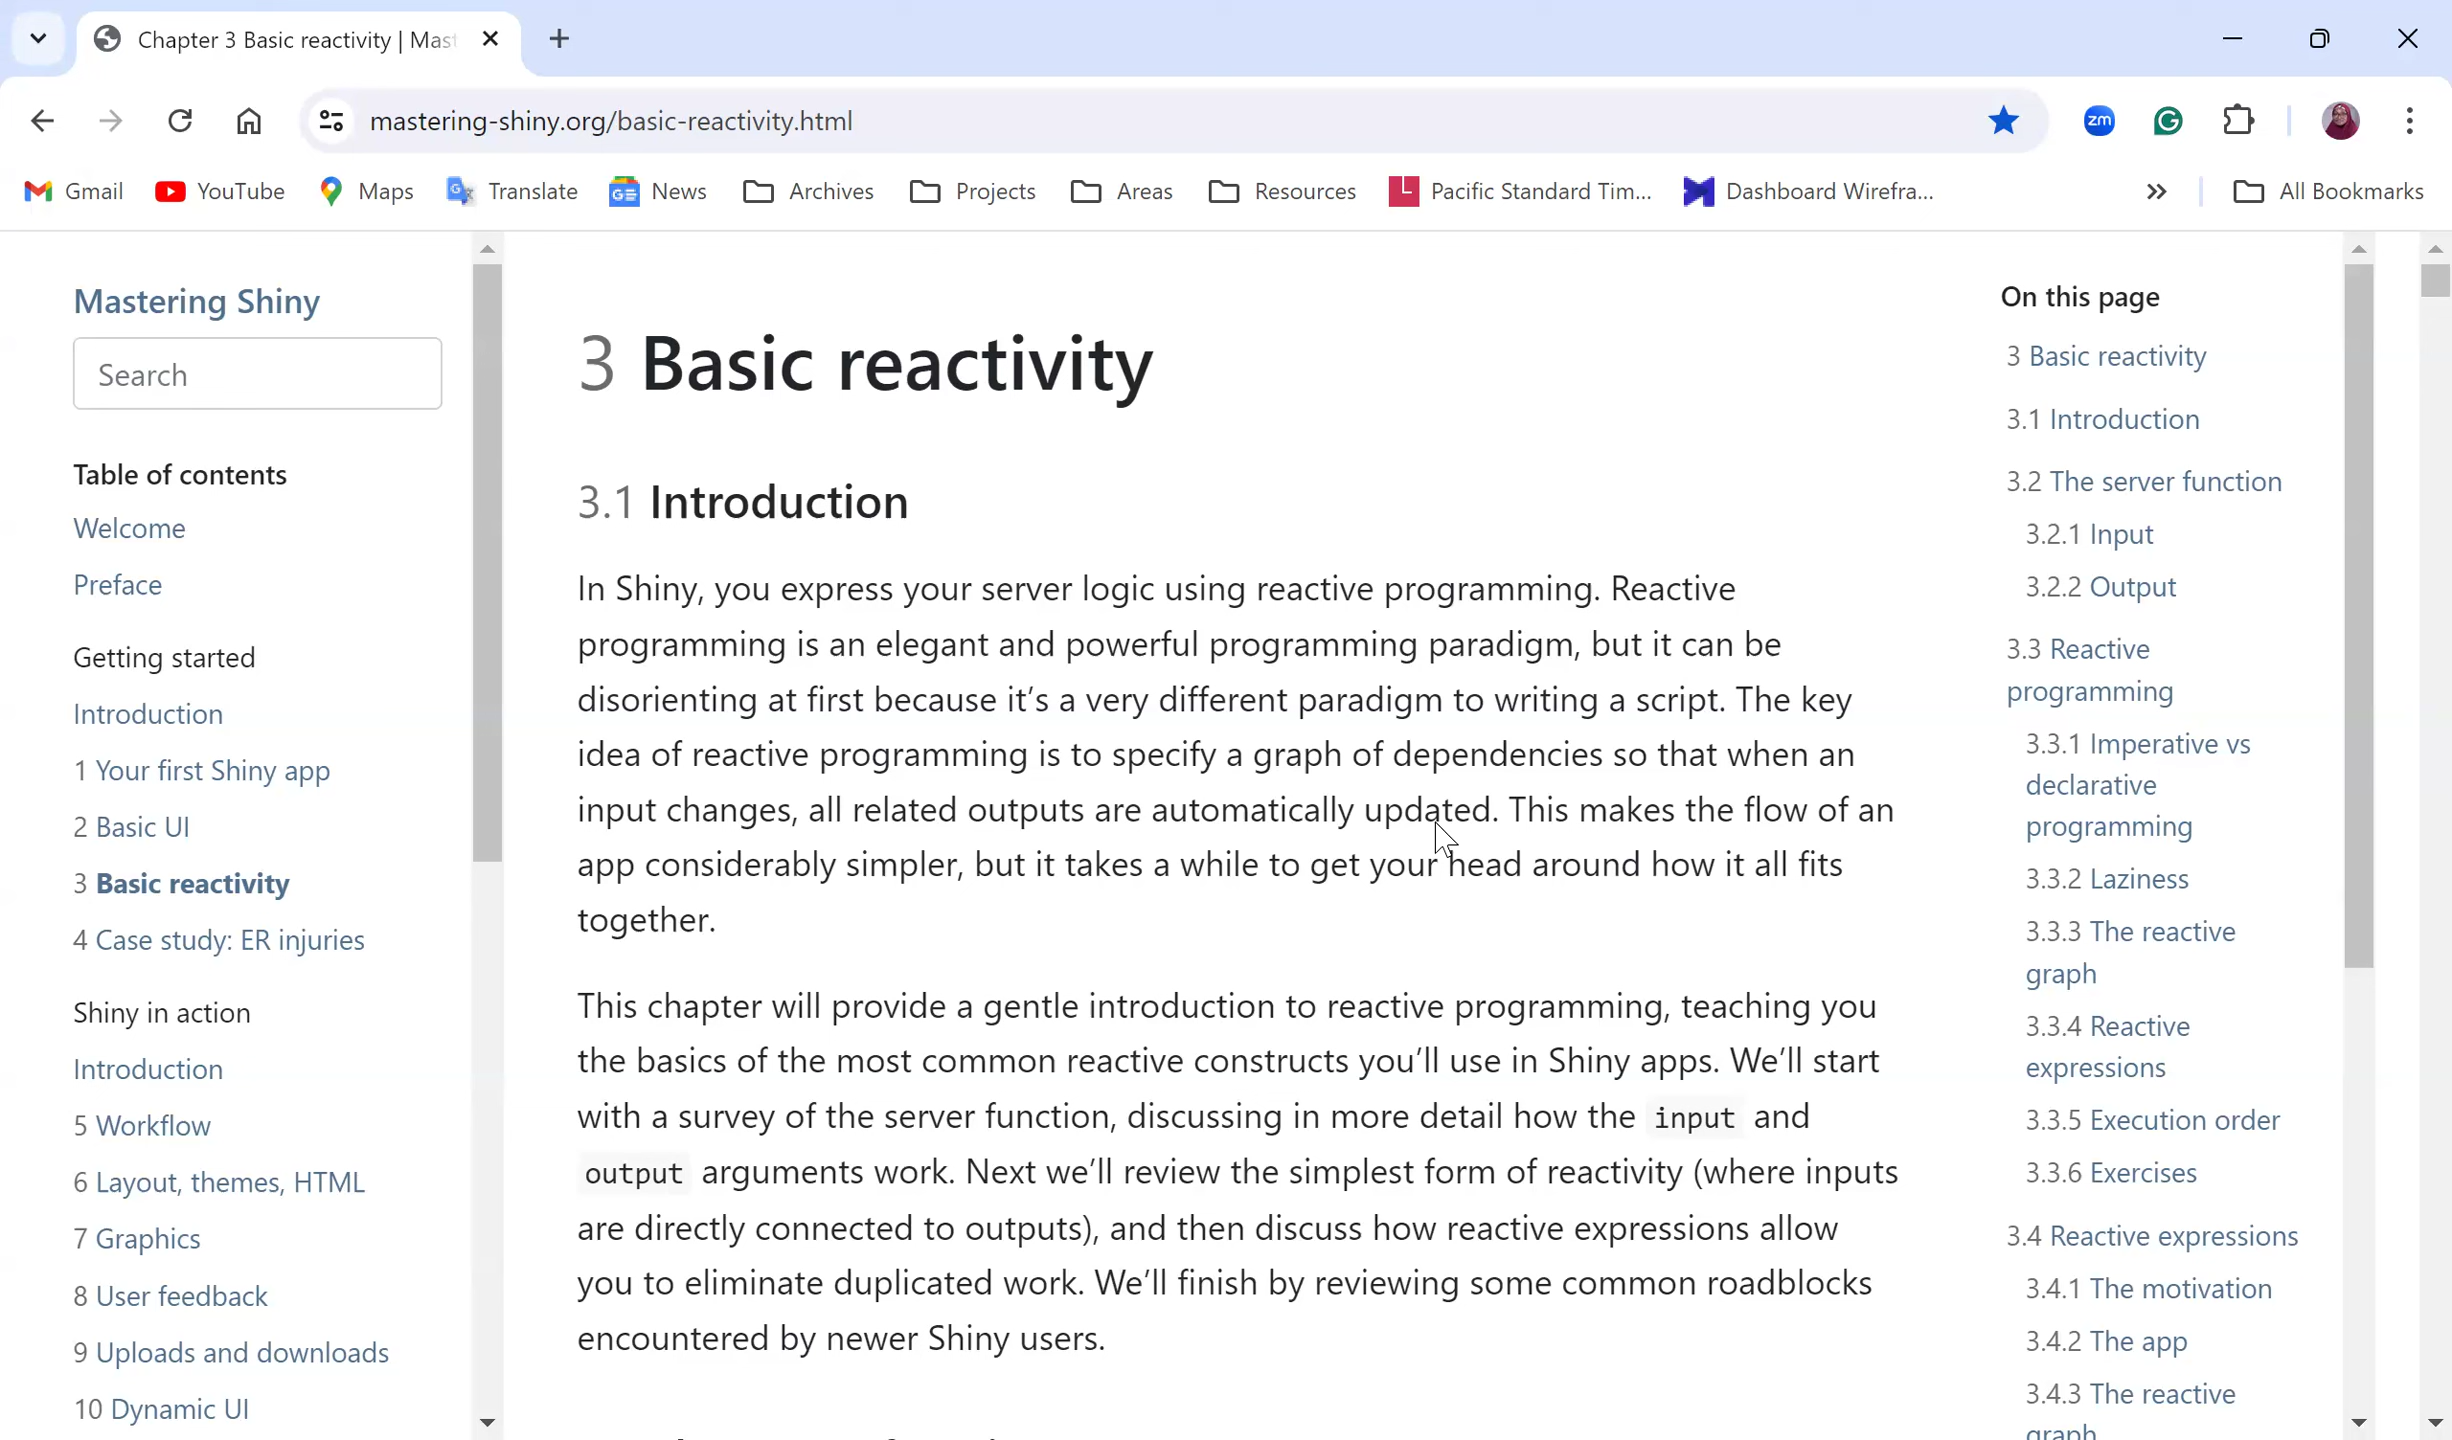 Chapter 3 Basic reactivity | Mast
mastering-shiny.org/basic-reactivity.html
zm
Gmail
YouTube
Maps
Translate
News
Archives
Projects
Areas
Resources
Pacific Standard Tim...
Dashboard Wirefra...
All Bookmarks
Mastering Shiny
Search
Table of contents
Welcome
Preface
Getting started
Introduction
1 Your first Shiny app
2 Basic UI
3 Basic reactivity
4 Case study: ER injuries
Shiny in action
Introduction
5 Workflow
6 Layout, themes, HTML
7 Graphics
8 User feedback
9 Uploads and downloads
10 Dynamic UI
3 Basic reactivity
3.1 Introduction
In Shiny, you express your server logic using reactive programming. Reactive
programming is an elegant and powerful programming paradigm, but it can be
disorienting at first because it’s a very different paradigm to writing a script. The key
idea of reactive programming is to specify a graph of dependencies so that when an
input changes, all related outputs are automatically updated. This makes the flow of an
app considerably simpler, but it takes a while to get your head around how it all fits
together.
This chapter will provide a gentle introduction to reactive programming, teaching you
the basics of the most common reactive constructs you’ll use in Shiny apps. We’ll start
with a survey of the server function, discussing in more detail how the input and
output arguments work. Next we’ll review the simplest form of reactivity (where inputs
are directly connected to outputs), and then discuss how reactive expressions allow
you to eliminate duplicated work. We’ll finish by reviewing some common roadblocks
encountered by newer Shiny users.
On this page
3 Basic reactivity
3.1 Introduction
3.2 The server function
3.2.1 Input
3.2.2 Output
3.3 Reactive
programming
3.3.1 Imperative vs
declarative
programming
3.3.2 Laziness
3.3.3 The reactive
graph
3.3.4 Reactive
expressions
3.3.5 Execution order
3.3.6 Exercises
3.4 Reactive expressions
3.4.1 The motivation
3.4.2 The app
3.4.3 The reactive
graph